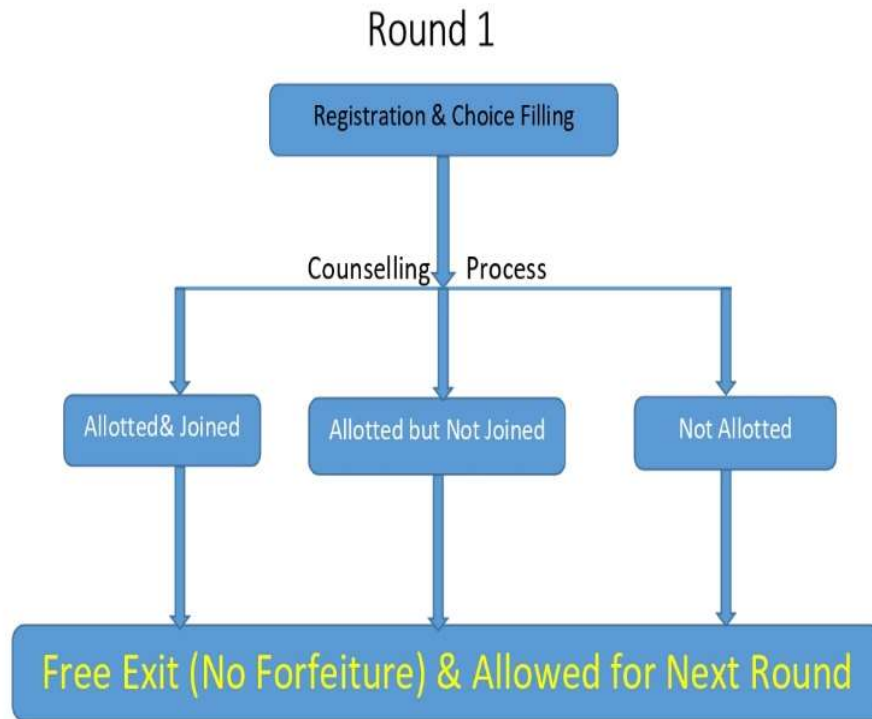 Round 1
Registration & Choice Filling
Counselling Process
Allotted& Joined
Allotted but Not Joined
Not Allotted
Free Exit (No Forfeiture) & Allowed for Next Round